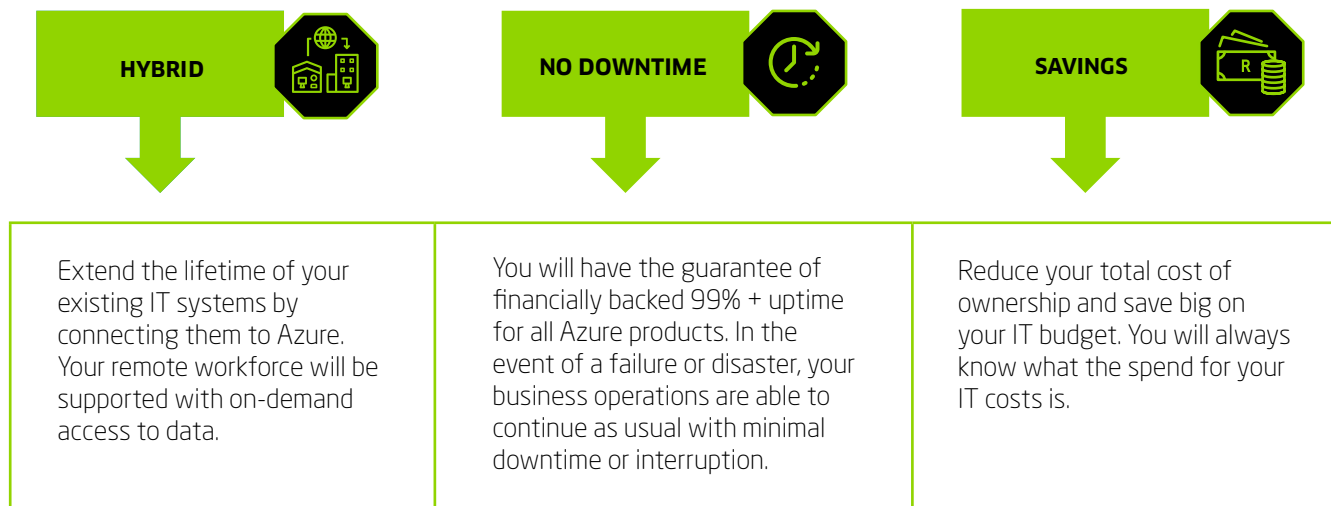 HYBRID
NO DOWNTIME
R
SAVINGS
Extend the lifetime of your
existing IT systems by
connecting them to Azure.
Your remote workforce will be
supported with on-demand
access to data.
You will have the guarantee of
financially backed 99% + uptime
for all Azure products. In the
event of a failure or disaster, your
business operations are able to
continue as usual with minimal
downtime or interruption.
Reduce your total cost of
ownership and save big on
your IT budget. You will always
know what the spend for your
IT costs is.